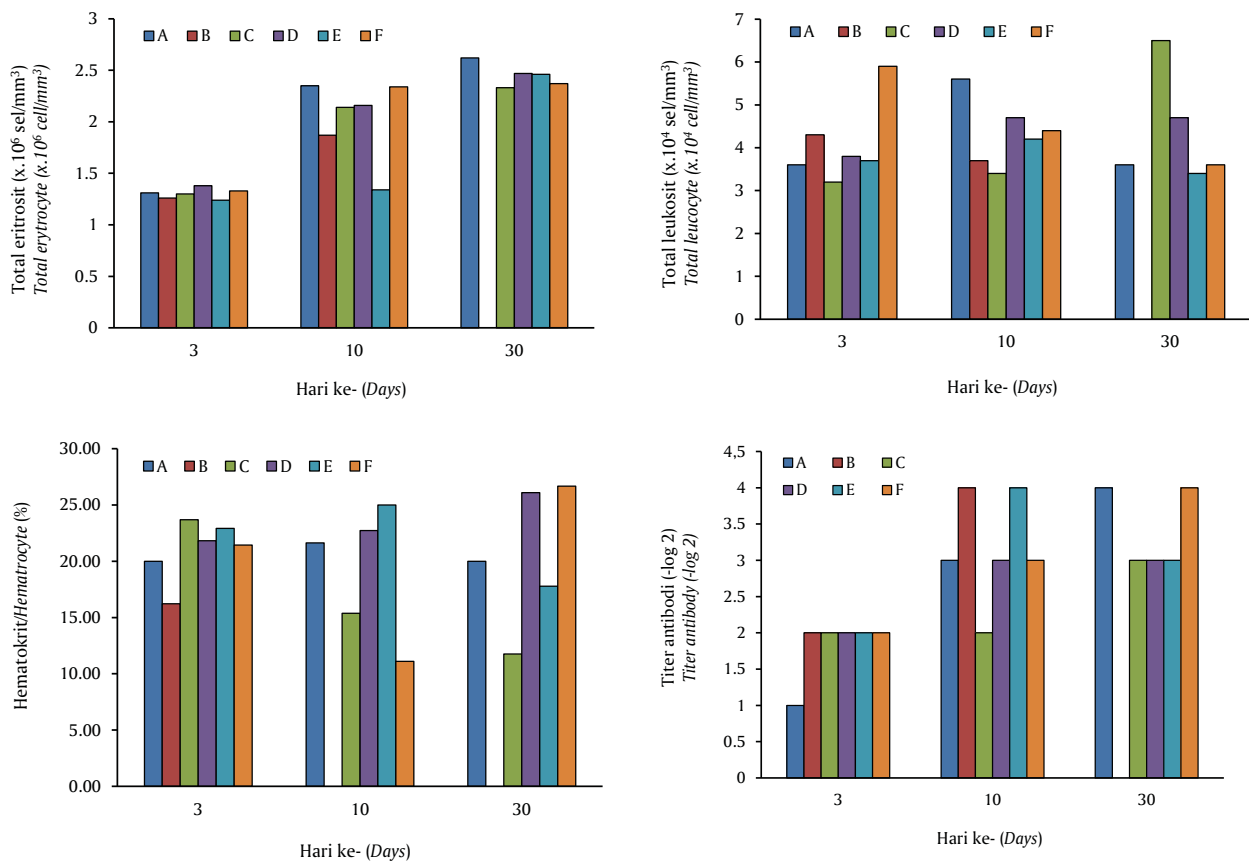 Total eritrosit (x.10⁶ sel/mm³)
Total erytrocyte (x.10⁶ cell/mm³)
3
2.5
2
1.5
1
0.5
0
A B C D E F
3 10 30
Hari ke- (Days)
Total leukosit (x.10⁴ sel/mm³)
Total leucocyte (x.10⁴ cell/mm³)
7
6
5
4
3
2
1
0
A B C D E F
3 10 30
Hari ke- (Days)
Hematokrit/Hematrocyte (%)
30.00
25.00
20.00
15.00
10.00
5.00
0.00
A B C D E F
3 10 30
Hari ke- (Days)
Titer antibodi (-log 2)
Titer antibody (-log 2)
4,5
4
3.5
3
2.5
2
1.5
1
0.5
0
A B C
D E F
3 10 30
Hari ke- (Days)